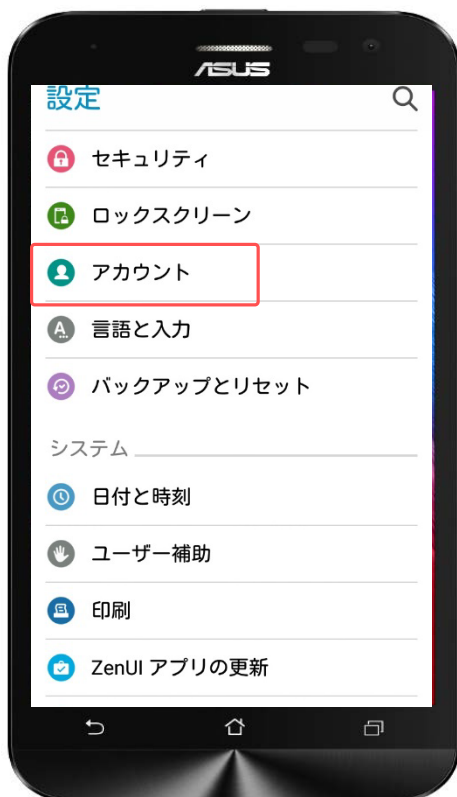 ASUS
設定
セキュリティ
ロックスクリーン
アカウント
言語と入力
バックアップとリセット
システム
日付と時刻
ユーザー補助
印刷
ZenUI アプリの更新